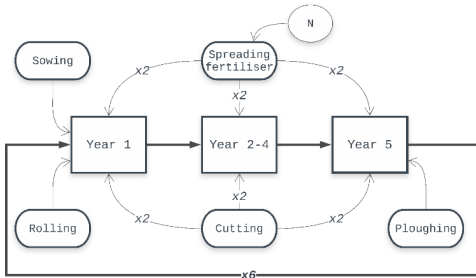 N
Sowing
Spreading
fertiliser
x2
x2
x2
Year 1
Year 2-4
Year 5
x2
x2
x2
Rolling
Cutting
Ploughing
x6